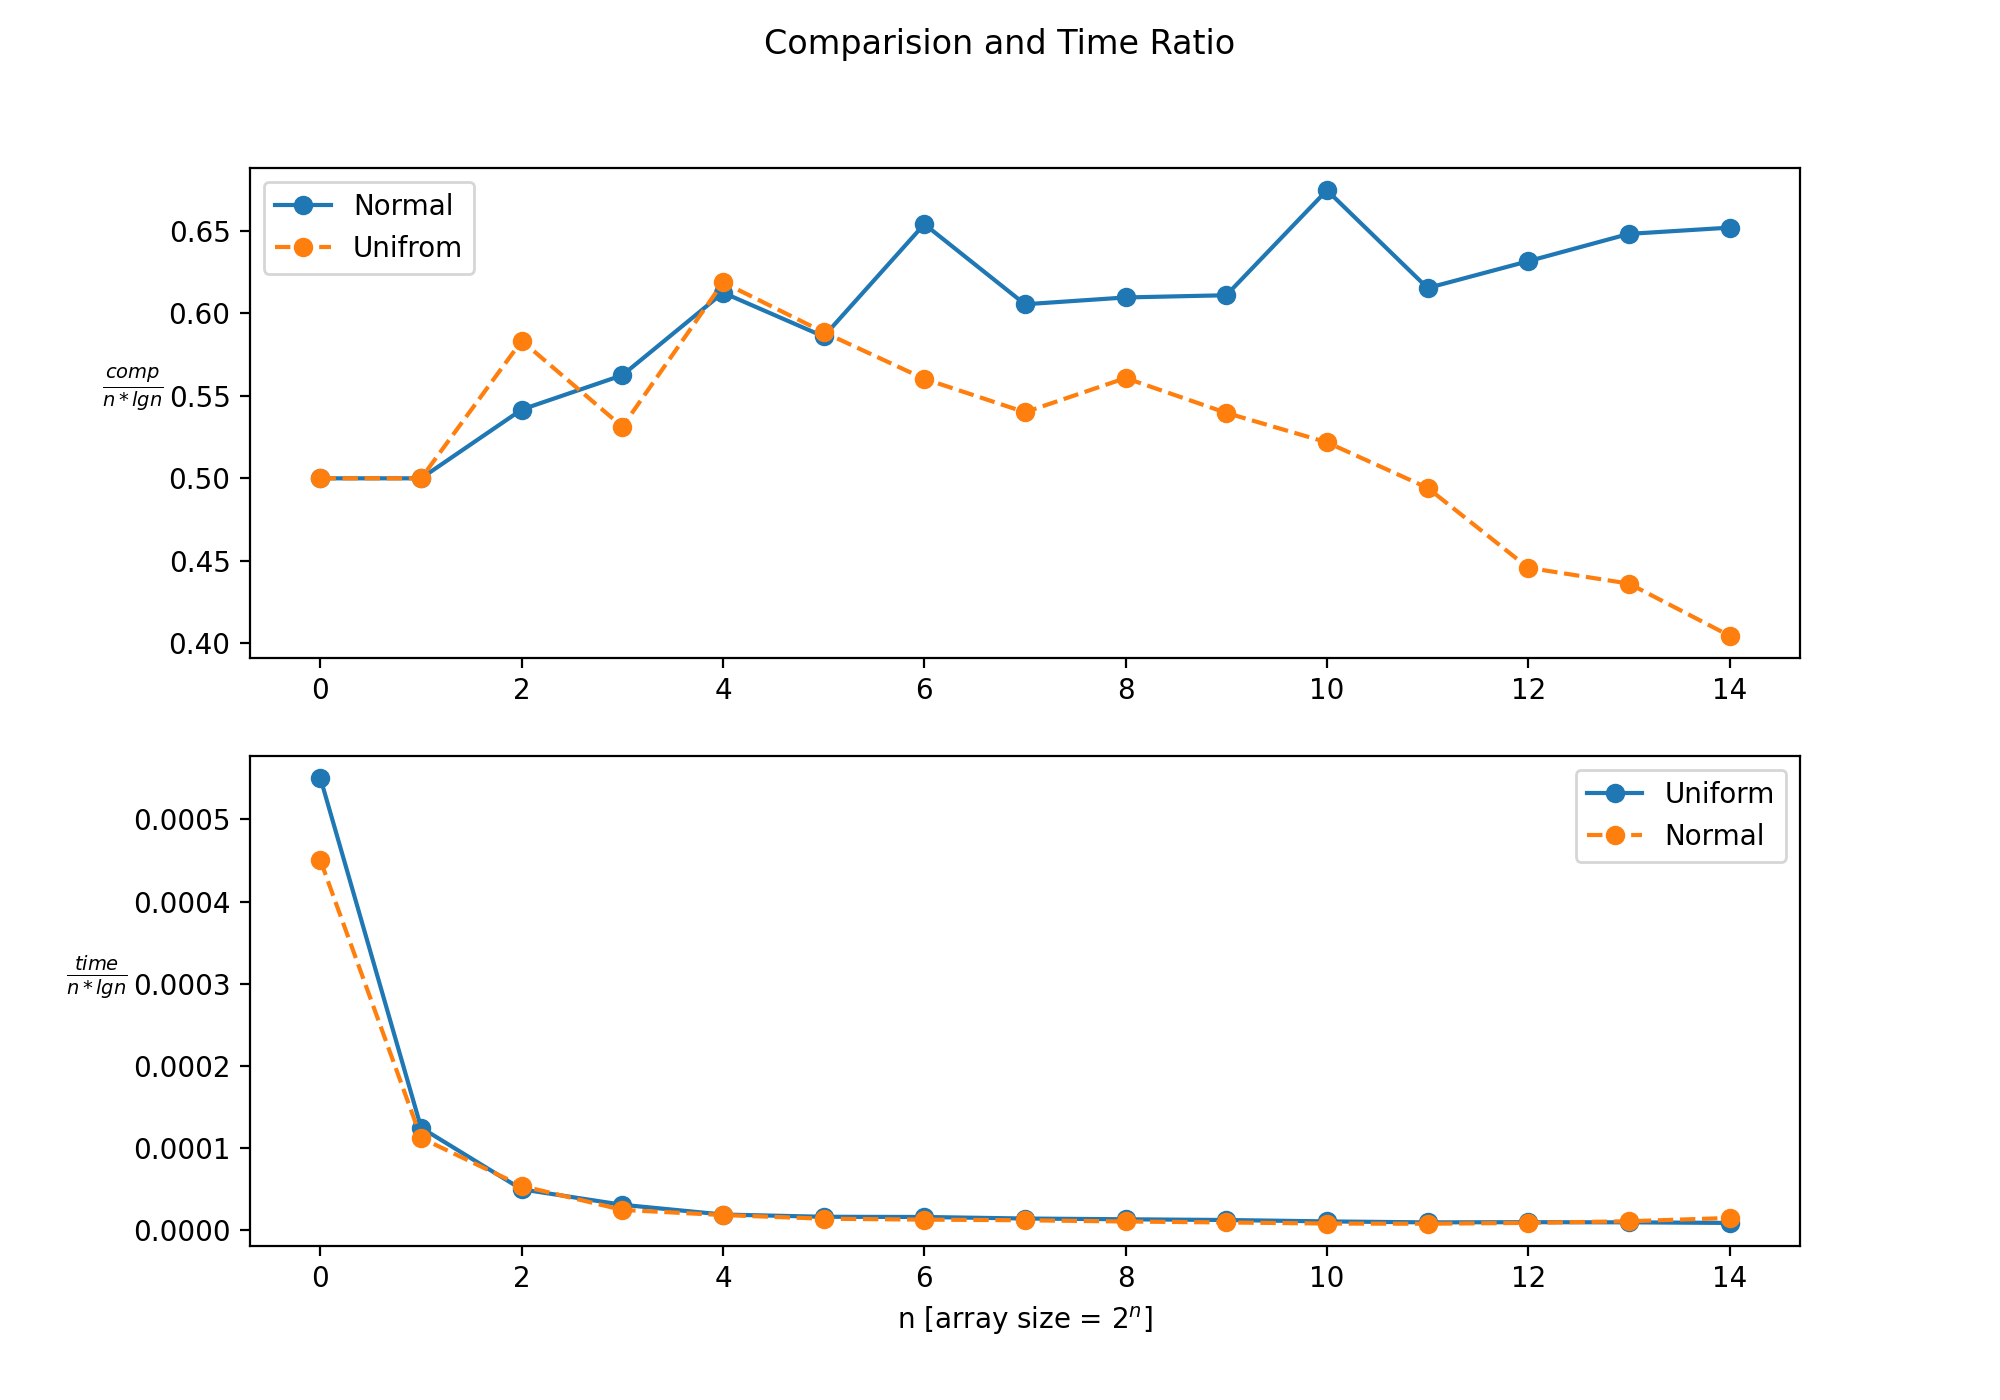 Comparision and Time Ratio
Normal
Unifrom
0.65
0.60
0.55
0.50
0.45
0.40
comp
n * lgn
0 2 4 6 8 10 12 14
Uniform
Normal
0.0005
0.0004
0.0003
0.0002
0.0001
0.0000
time
n * lgn
0 2 4 6 8 10 12 14
n [array size = 2ⁿ]